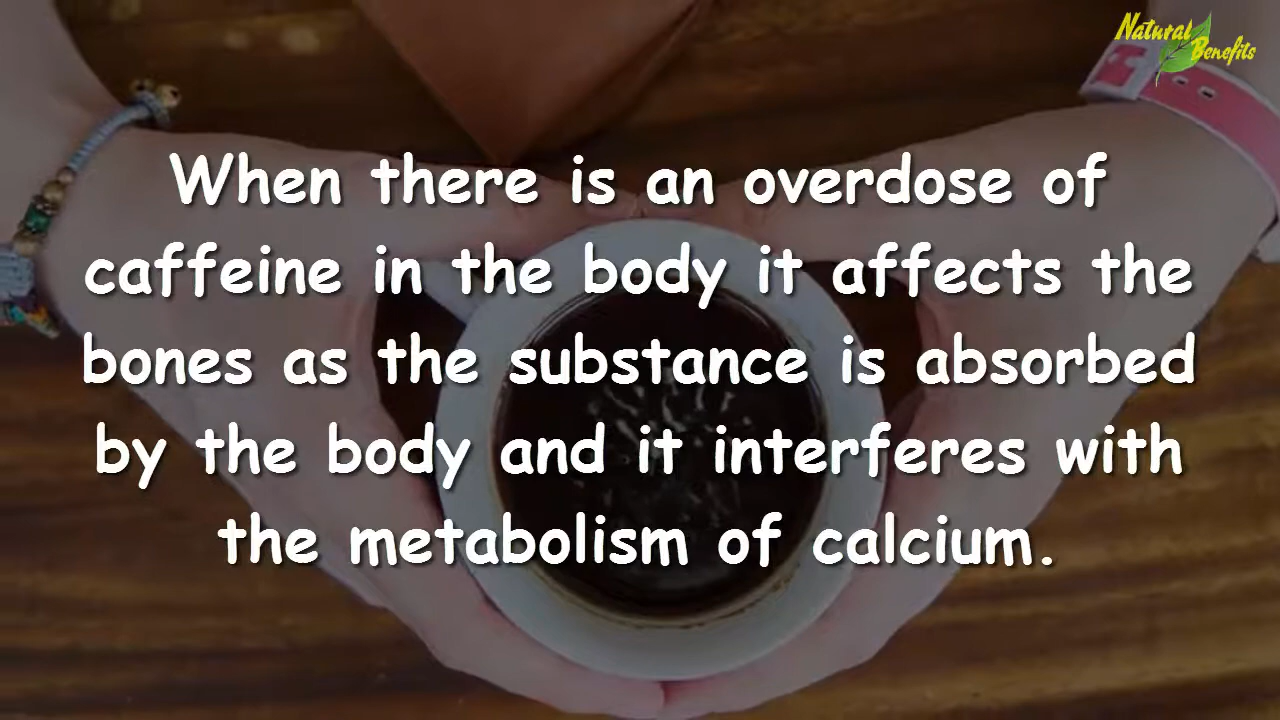 Natural
Benefits
When there is an overdose of
caffeine in the body it affects the
bones as the substance is absorbed
by the body and it interferes with
the metabolism of calcium.